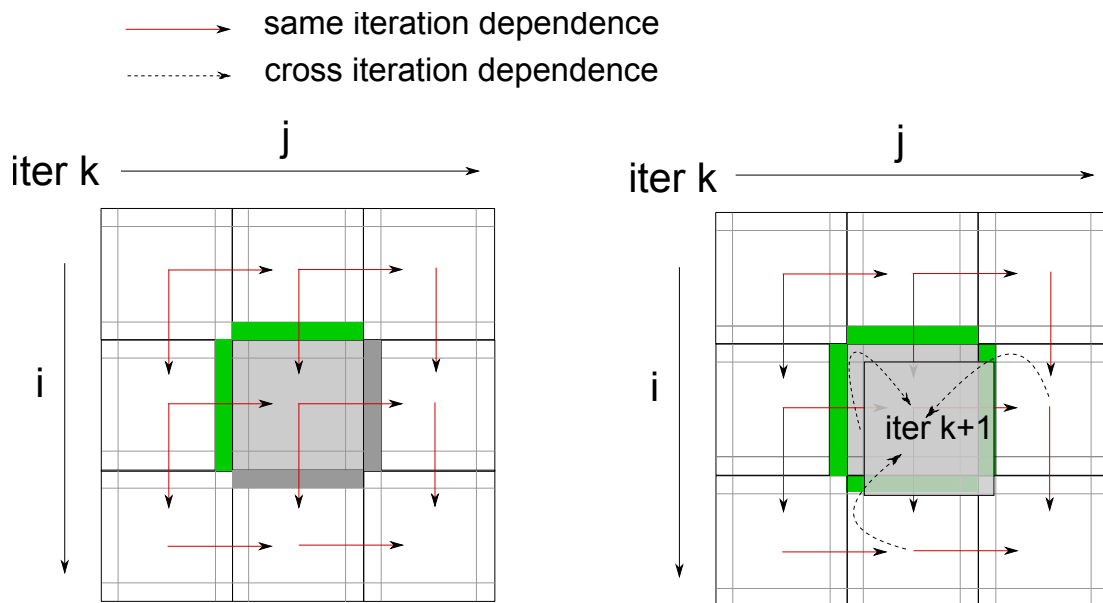 same iteration dependence
cross iteration dependence
j
iter k
i
j
iter k
i
iter k+1